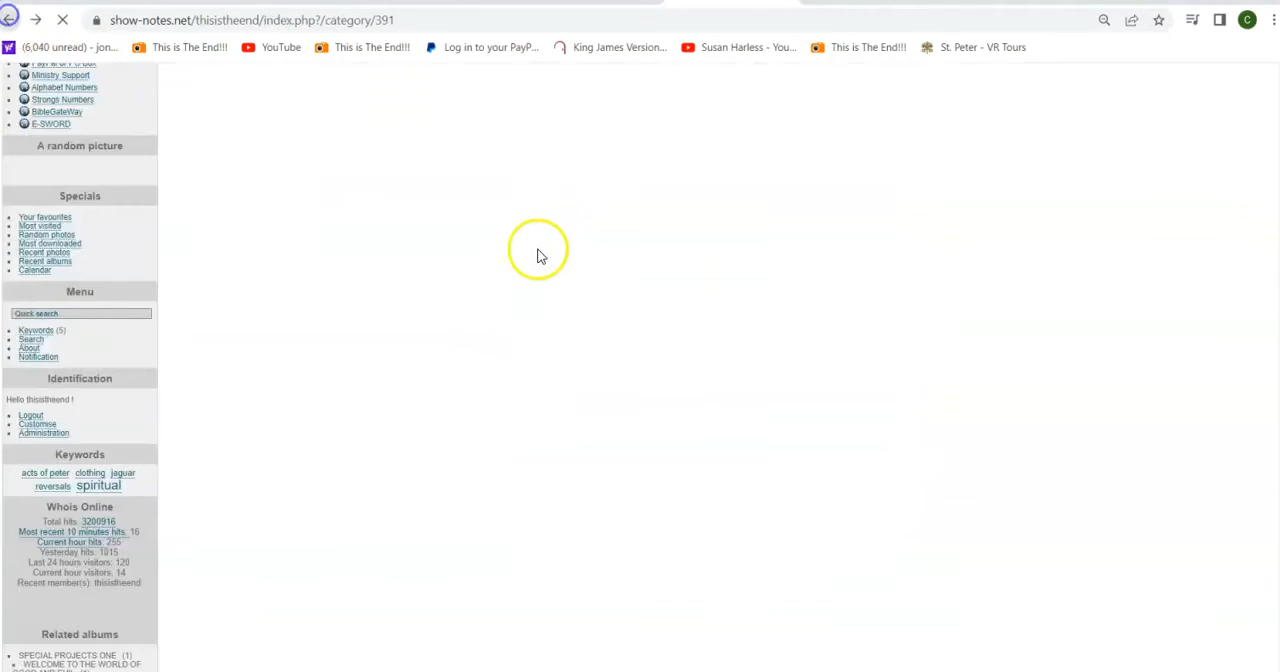 show-notes.net/thisistheend/index.php?/category/391
(6,040 unread) - jon... This is The End!!! YouTube This is The End!!! Log in to your PayP... King James Version... Susan Harless - You... This is The End!!! St. Peter - VR Tours
Ministry Support
Alphabet Numbers
Strongs Numbers
BibleGateWay
E-SWORD
A random picture
Specials
Your favourites
Most visited
Random photos
Most downloaded
Recent photos
Recent albums
Calendar
Menu
Quick search
Keywords (5)
Search
About
Notification
Identification
Hello thisistheend !
Logout
Customise
Administration
Keywords
acts of peter clothing jaguar
reversals spiritual
Whois Online
Total hits: 3200916
Most recent 10 minutes hits: 16
Current hour hits: 255
Yesterday hits: 1015
Last 24 hours visitors: 120
Current hour visitors: 14
Recent member(s): thisistheend
Related albums
SPECIAL PROJECTS ONE (1)
WELCOME TO THE WORLD OF